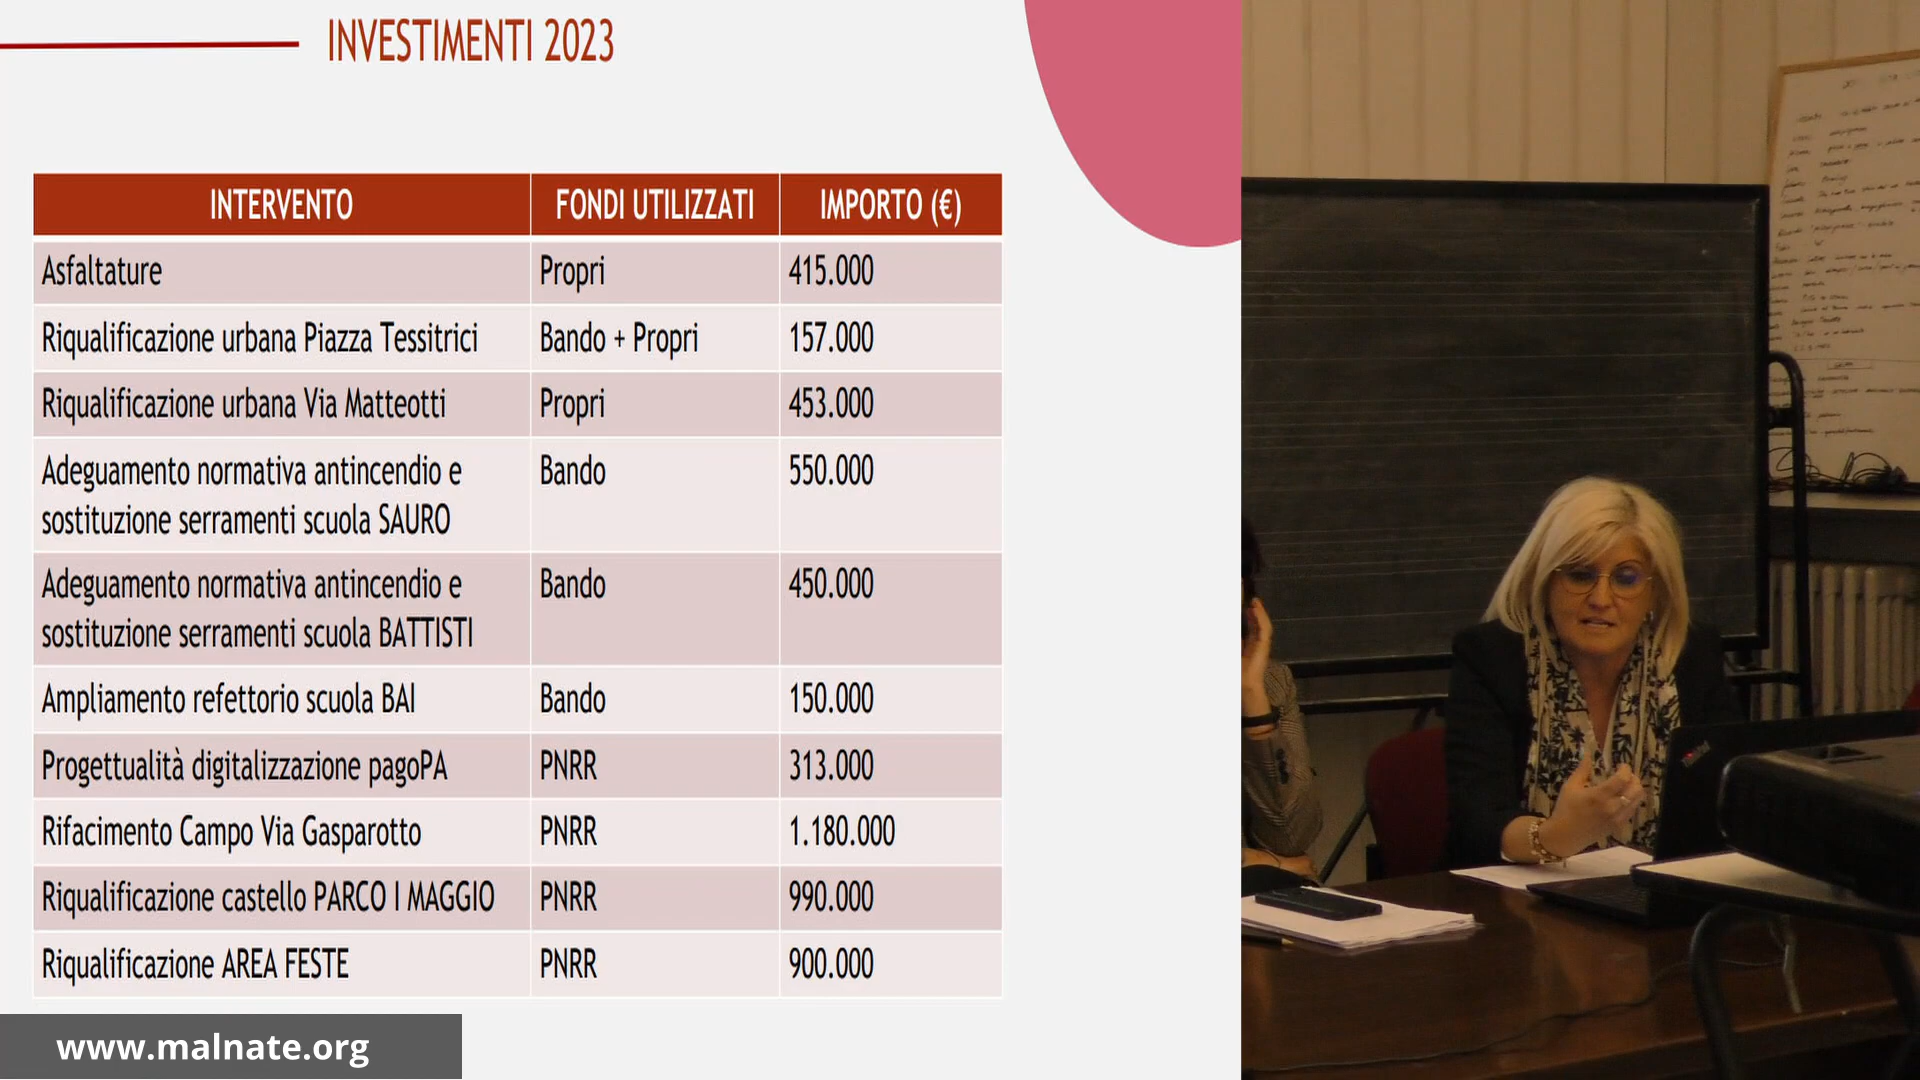 INVESTIMENTI 2023
INTERVENTO FONDI UTILIZZATI IMPORTO (€)
Asfaltature Propri 415.000
Riqualificazione urbana Piazza Tessitrici Bando + Propri 157.000
Riqualificazione urbana Via Matteotti Propri 453.000
Adeguamento normativa antincendio e Bando 550.000
sostituzione serramenti scuola SAURO
Adeguamento normativa antincendio e Bando 450.000
sostituzione serramenti scuola BATTISTI
Ampliamento refettorio scuola BAI Bando 150.000
Progettualità digitalizzazione pagoPA PNRR 313.000
Rifacimento Campo Via Gasparotto PNRR 1.180.000
Riqualificazione castello PARCO I MAGGIO PNRR 990.000
Riqualificazione AREA FESTE PNRR 900.000
www.malnate.org